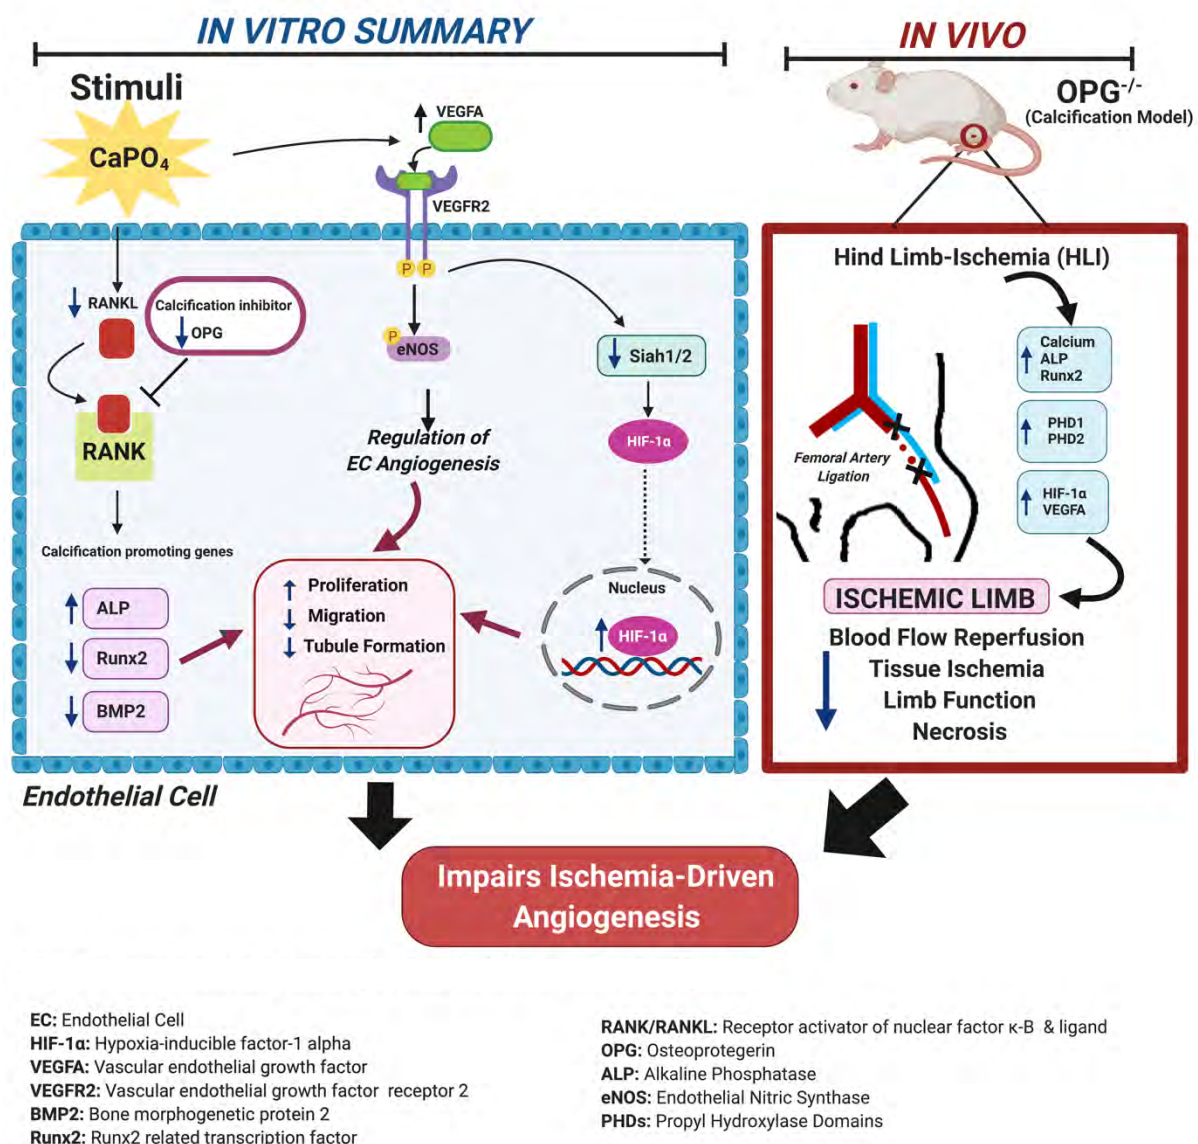 IN VITRO SUMMARY
IN VIVO
Stimuli
CaPO₄
VEGFA
VEGFR2
OPG⁻/⁻
(Calcification Model)
P P
RANKL
Calcification inhibitor
OPG
RANK
P
eNOS
Siah1/2
HIF-1α
Regulation of
EC Angiogenesis
Calcification promoting genes
ALP
Runx2
BMP2
Proliferation
Migration
Tubule Formation
Nucleus
HIF-1α
Endothelial Cell
Hind Limb-Ischemia (HLI)
Calcium
ALP
Runx2
PHD1
PHD2
HIF-1α
VEGFA
Femoral Artery
Ligation
ISCHEMIC LIMB
Blood Flow Reperfusion
Tissue Ischemia
Limb Function
Necrosis
Impairs Ischemia-Driven
Angiogenesis
EC: Endothelial Cell
HIF-1α: Hypoxia-inducible factor-1 alpha
VEGFA: Vascular endothelial growth factor
VEGFR2: Vascular endothelial growth factor receptor 2
BMP2: Bone morphogenetic protein 2
Runx2: Runx2 related transcription factor
RANK/RANKL: Receptor activator of nuclear factor κ-B & ligand
OPG: Osteoprotegerin
ALP: Alkaline Phosphatase
eNOS: Endothelial Nitric Synthase
PHDs: Propyl Hydroxylase Domains